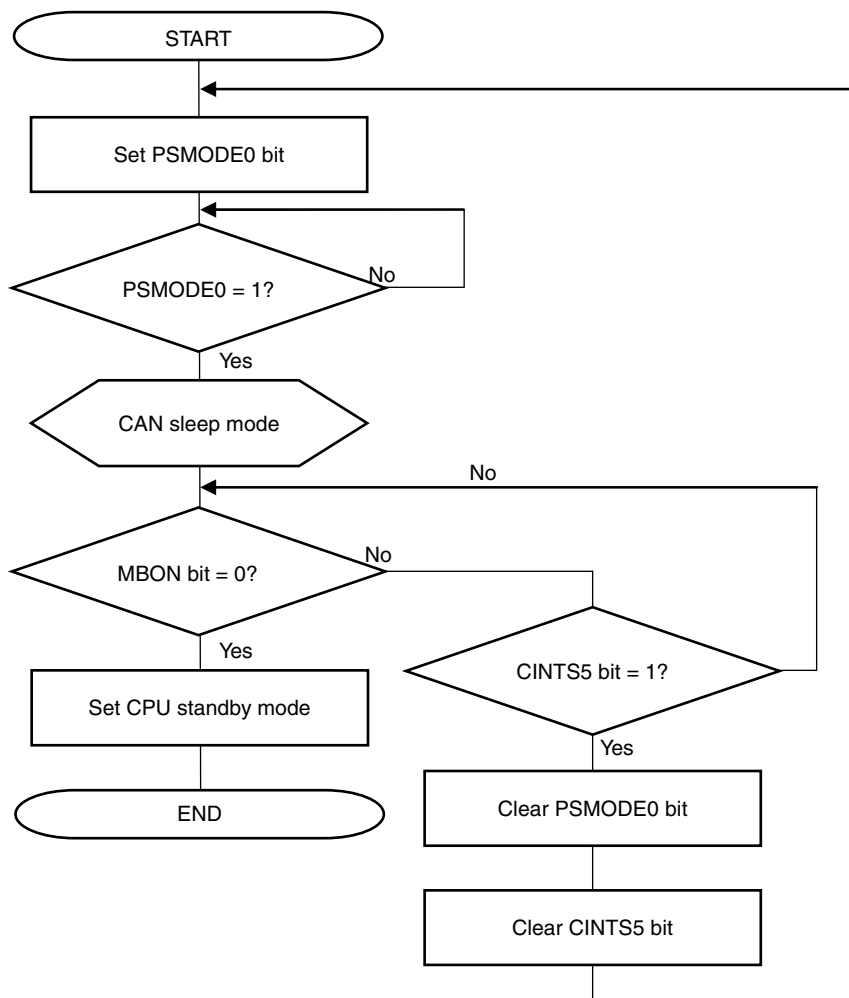 START
Set PSMODE0 bit
PSMODE0 = 1?
No
Yes
CAN sleep mode
No
MBON bit = 0?
No
Yes
CINTS5 bit = 1?
Set CPU standby mode
Yes
Clear PSMODE0 bit
END
Clear CINTS5 bit